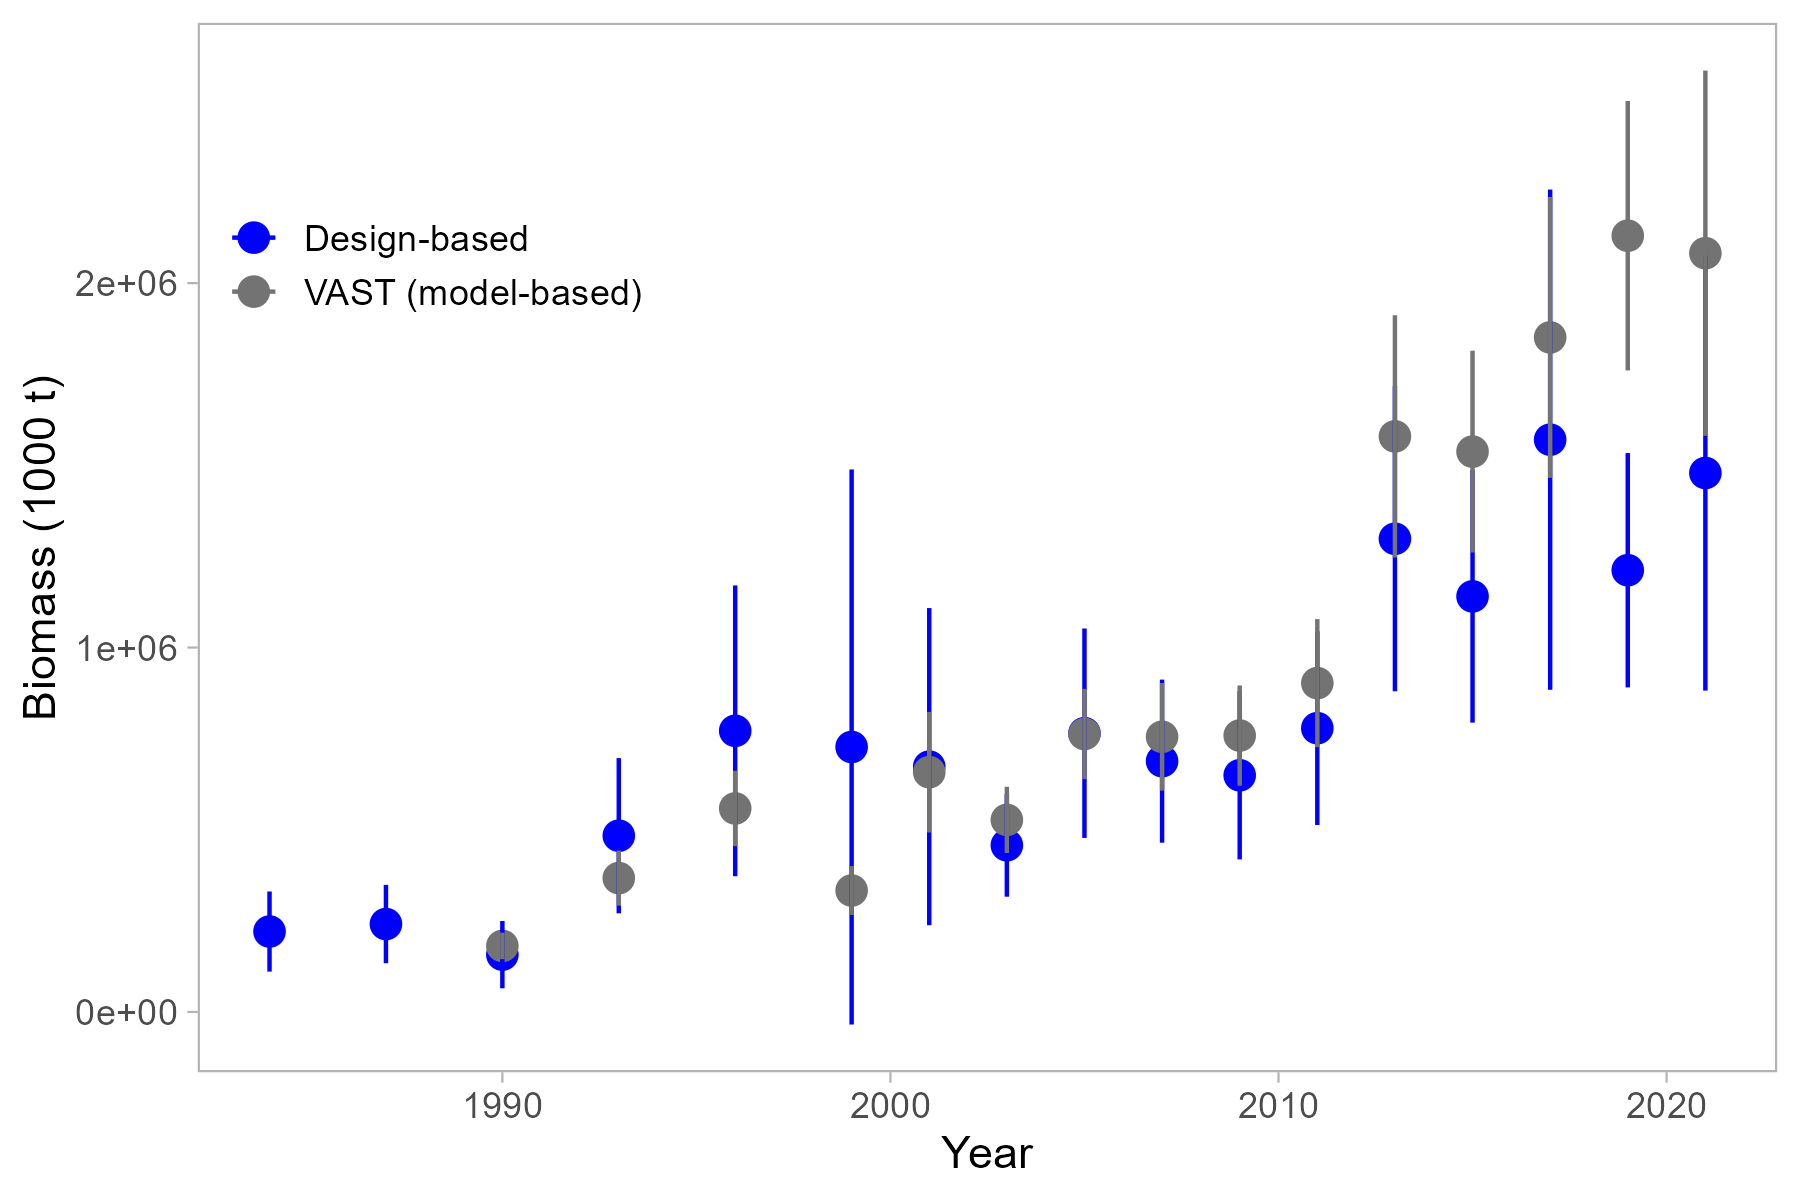 Design-based
VAST (model-based)
2e+06
1e+06
0e+00
Biomass (1000 t)
1990
2000
2010
2020
Year